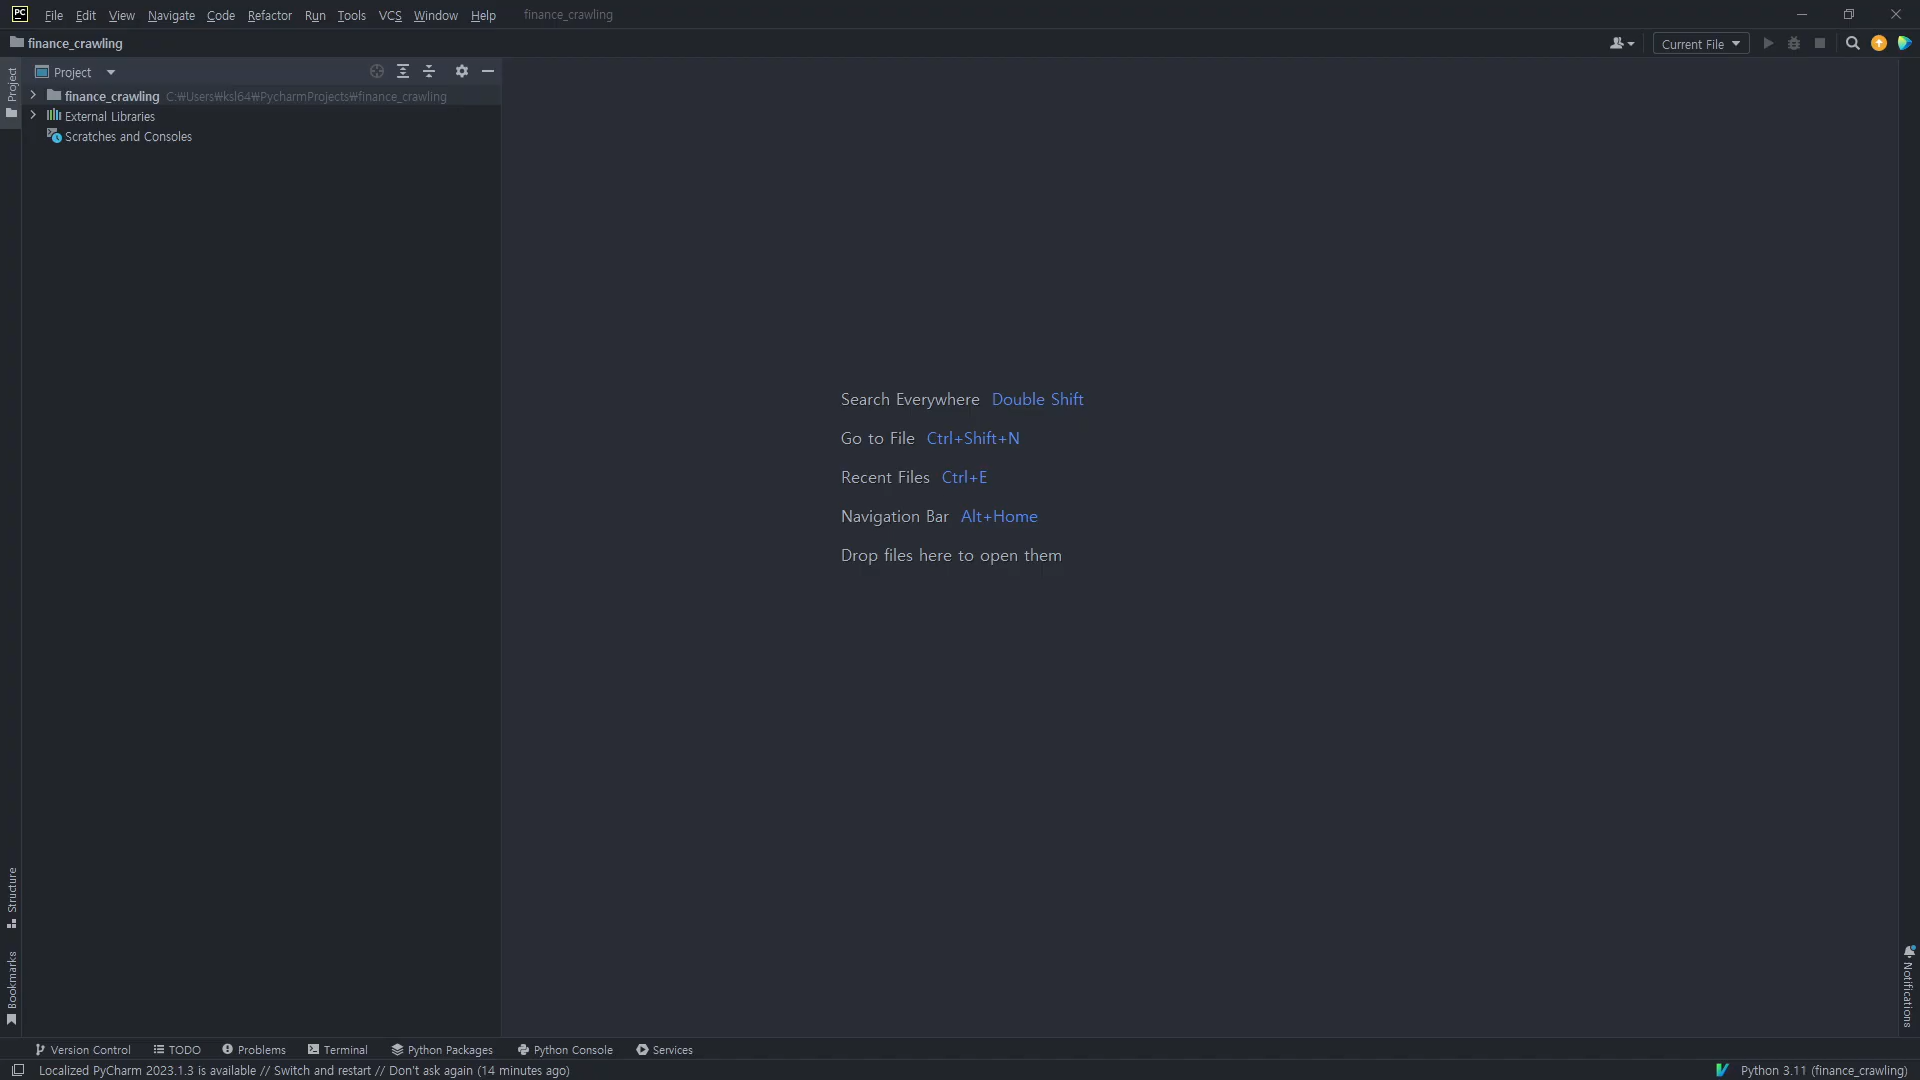 PC File Edit View Navigate Code Refactor Run Tools VCS Window Help finance_crawling
finance_crawling Current File
Project
Project
finance_crawling C:₩Users₩ksl64₩PycharmProjects₩finance_crawling
External Libraries
Scratches and Consoles
Search Everywhere Double Shift
Go to File Ctrl+Shift+N
Recent Files Ctrl+E
Navigation Bar Alt+Home
Drop files here to open them
Structure
Bookmarks
Notifications
Version Control TODO Problems Terminal Python Packages Python Console Services
Localized PyCharm 2023.1.3 is available // Switch and restart // Don't ask again (14 minutes ago) Python 3.11 (finance_crawling)